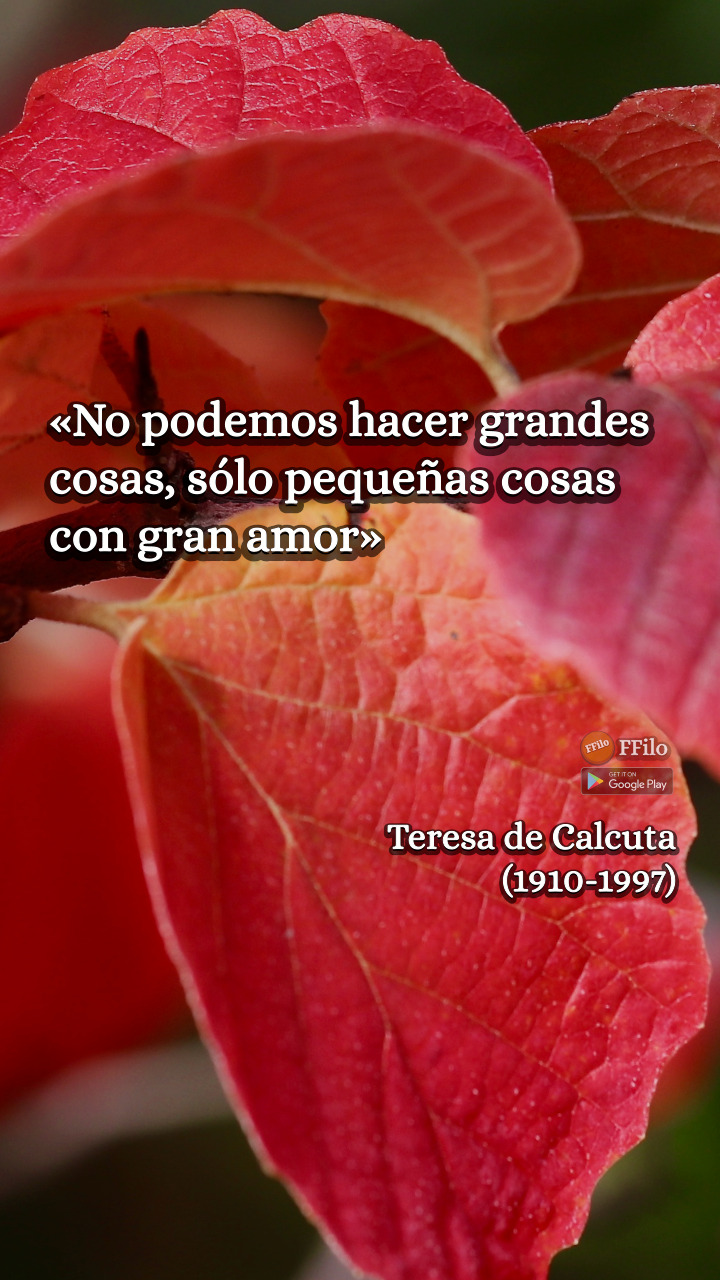 «No podemos hacer grandes
cosas, sólo pequeñas cosas
con gran amor»
FFilo FFilo
GET IT ON
Google Play
Teresa de Calcuta
(1910-1997)